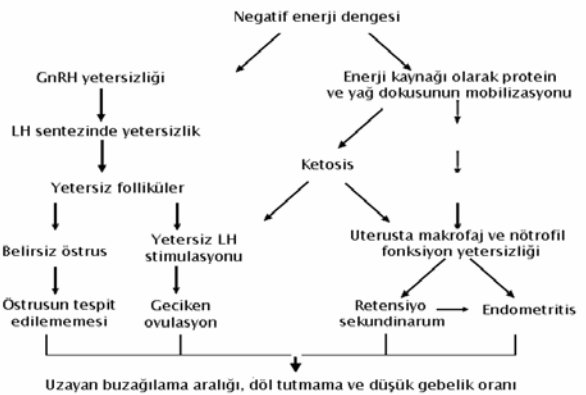 Negatif enerji dengesi
GnRH yetersizliği
Enerji kaynağı olarak protein
ve yağ dokusunun mobilizasyonu
LH sentezinde yetersizlik
Ketosis
Yetersiz folliküler
Belirsiz östrus
Yetersiz LH
stimulasyonu
Uterusta makrofaj ve nötrofil
fonksiyon yetersizliği
Östrusun tespit
edilememesi
Geciken
ovulasyon
Retensiyo
sekundinarum
Endometritis
Uzayan buzağılama aralığı, döl tutmama ve düşük gebelik oranı